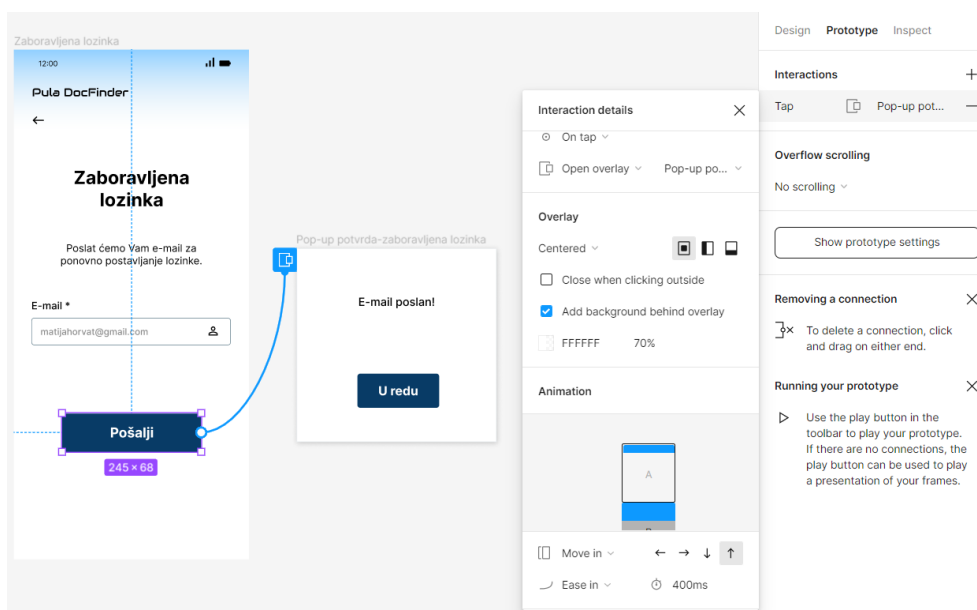 Zaboravljena lozinka
12:00
Pula DocFinder
Zaboravljena
lozinka
Poslat ćemo Vam e-mail za
ponovno postavljanje lozinke.
E-mail *
matijahorvat@gmail.com
Pošalji
245 × 68
Pop-up potvrda-zaboravljena lozinka
E-mail poslan!
U redu
Interaction details
On tap
Open overlay Pop-up po...
Overlay
Centered
Close when clicking outside
Add background behind overlay
FFFFFF 70%
Animation
A
Move in
Ease in 400ms
Design Prototype Inspect
Interactions
Tap Pop-up pot...
Overflow scrolling
No scrolling
Show prototype settings
Removing a connection
To delete a connection, click
and drag on either end.
Running your prototype
Use the play button in the
toolbar to play your prototype.
If there are no connections, the
play button can be used to play
a presentation of your frames.